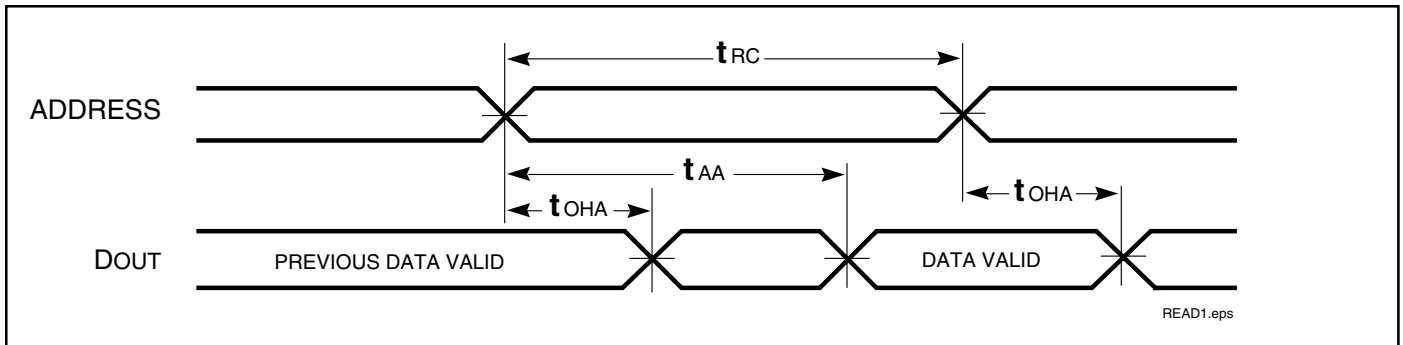 tRC
ADDRESS
tAA
tOHA
tOHA
DOUT
PREVIOUS DATA VALID
DATA VALID
READ1.eps